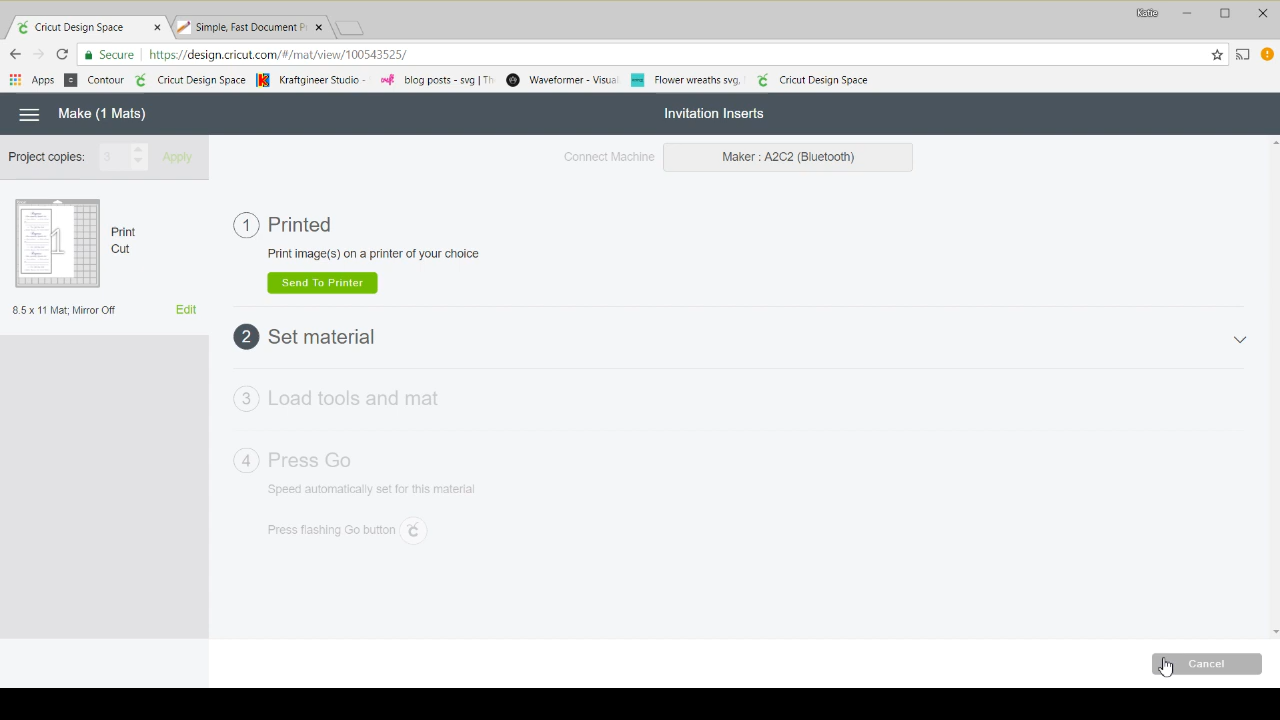 Katie
Cricut Design Space
Simple, Fast Document P
Secure
https://design.cricut.com/#/mat/view/100543525/
Apps
Contour
Cricut Design Space
Kraftgineer Studio -
blog posts - svg | Th
Waveformer - Visual
Flower wreath svg,
Cricut Design Space
Make (1 Mats)
Invitation Inserts
Project copies: 3
Apply
Connect Machine
Maker : A2C2 (Bluetooth)
Print
Cut
8.5 x 11 Mat; Mirror Off
Edit
1 Printed
Print image(s) on a printer of your choice
Send To Printer
2 Set material
3 Load tools and mat
4 Press Go
Speed automatically set for this material
Press flashing Go button
Cancel